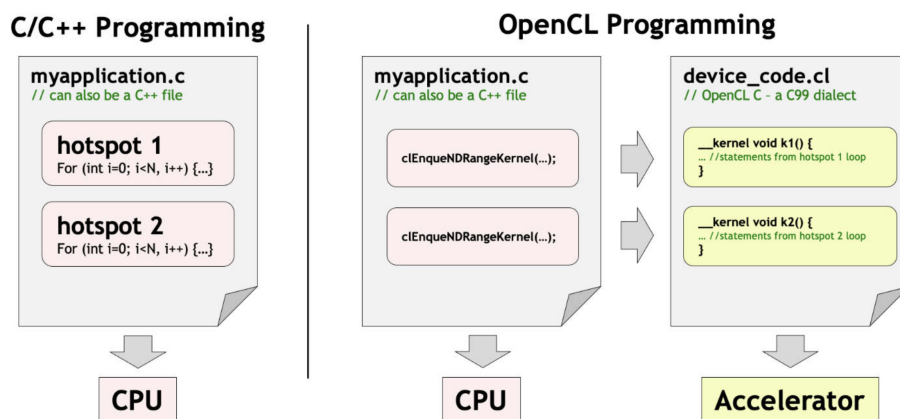 C/C++ Programming
myapplication.c
// can also be a C++ file
hotspot 1
For (int i=0; i<N, i++) {...}
hotspot 2
For (int i=0; i<N, i++) {...}
CPU
OpenCL Programming
myapplication.c
// can also be a C++ file
clEnqueNDRangeKernel(...);
clEnqueNDRangeKernel(...);
CPU
device_code.cl
// OpenCL C – a C99 dialect
__kernel void k1() {
... //statements from hotspot 1 loop
}
__kernel void k2() {
... //statements from hotspot 2 loop
}
Accelerator